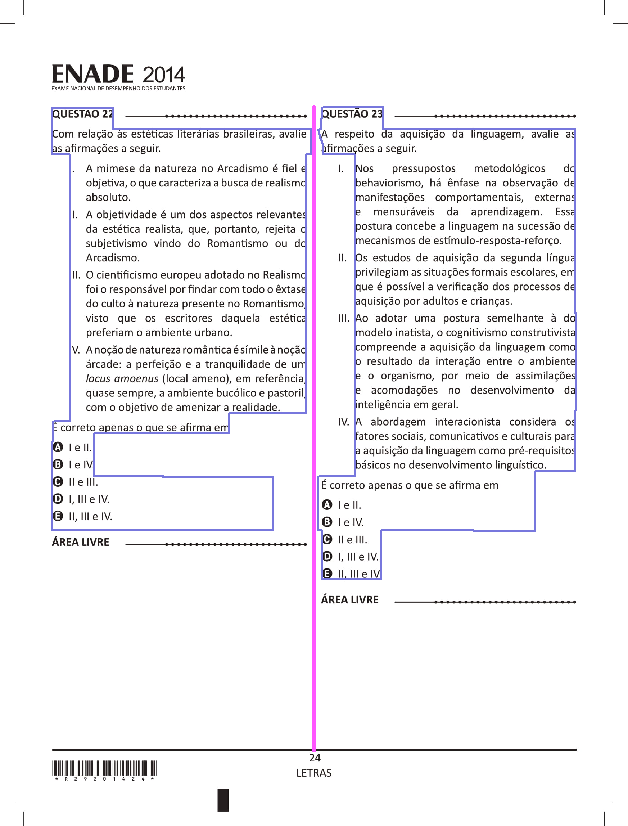 ENADE 2014
EXAME NACIONAL DE DESEMPENHO DOS ESTUDANTES
QUESTÃO 22
Com relação às estéticas literárias brasileiras, avalie
as afirmações a seguir.
I. A mimese da natureza no Arcadismo é fiel e
objetiva, o que caracteriza a busca de realismo
absoluto.
II. A objetividade é um dos aspectos relevantes
da estética realista, que, portanto, rejeita o
subjetivismo vindo do Romantismo ou do
Arcadismo.
III. O cientificismo europeu adotado no Realismo
foi o responsável por findar com todo o êxtase
do culto à natureza presente no Romantismo,
visto que os escritores daquela estética
preferiam o ambiente urbano.
IV. A noção de natureza romântica é símile à noção
árcade: a perfeição e a tranquilidade de um
locus amoenus (local ameno), em referência,
quase sempre, a ambiente bucólico e pastoril,
com o objetivo de amenizar a realidade.
É correto apenas o que se afirma em
A I e II.
B I e IV.
C II e III.
D I, III e IV.
E II, III e IV.
ÁREA LIVRE
QUESTÃO 23
A respeito da aquisição da linguagem, avalie as
afirmações a seguir.
I. Nos pressupostos metodológicos do
behaviorismo, há ênfase na observação de
manifestações comportamentais, externas
e mensuráveis da aprendizagem. Essa
postura concebe a linguagem na sucessão de
mecanismos de estímulo-resposta-reforço.
II. Os estudos de aquisição da segunda língua
privilegiam as situações formais escolares, em
que é possível a verificação dos processos de
aquisição por adultos e crianças.
III. Ao adotar uma postura semelhante à do
modelo inatista, o cognitivismo construtivista
compreende a aquisição da linguagem como
o resultado da interação entre o ambiente
e o organismo, por meio de assimilações
e acomodações no desenvolvimento da
inteligência em geral.
IV. A abordagem interacionista considera os
fatores sociais, comunicativos e culturais para
a aquisição da linguagem como pré-requisitos
básicos no desenvolvimento linguístico.
É correto apenas o que se afirma em
A I e II.
B I e IV.
C II e III.
D I, III e IV.
E II, III e IV.
ÁREA LIVRE
24
LETRAS
*R29201424*